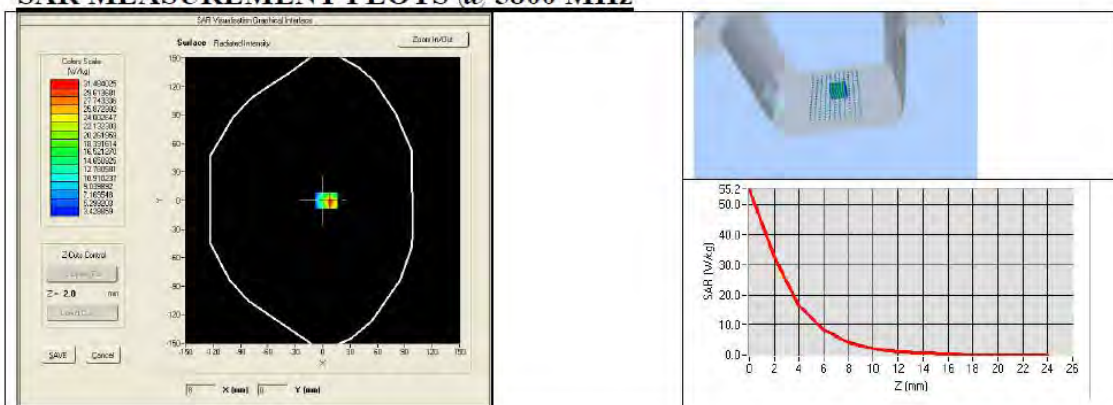 SAR MEASUREMENT PLOTS @ 5800 MHz
SAR Visualisation Graphical Interface
Surface Radiated Intensity
Zoom In/Out
Colors Scale
(W/kg)
31.484025
29.613681
27.743336
25.872992
24.002647
22.132303
20.261959
18.391614
16.521270
14.650925
12.780581
10.910237
9.039892
7.169548
5.299203
3.428859
150
120
90
60
30
Y
0
-30
-60
-90
-120
-150
-150 -120 -90 -60 -30 0 30 60 90 120 150
X
Z-Cuts Control
Z = 2.0 mm
SAVE
Cancel
X (mm)
Y (mm)
55.2
50.0
40.0
30.0
20.0
10.0
0.0
SAR (W/kg)
0 2 4 6 8 10 12 14 16 18 20 22 24 26
Z (mm)